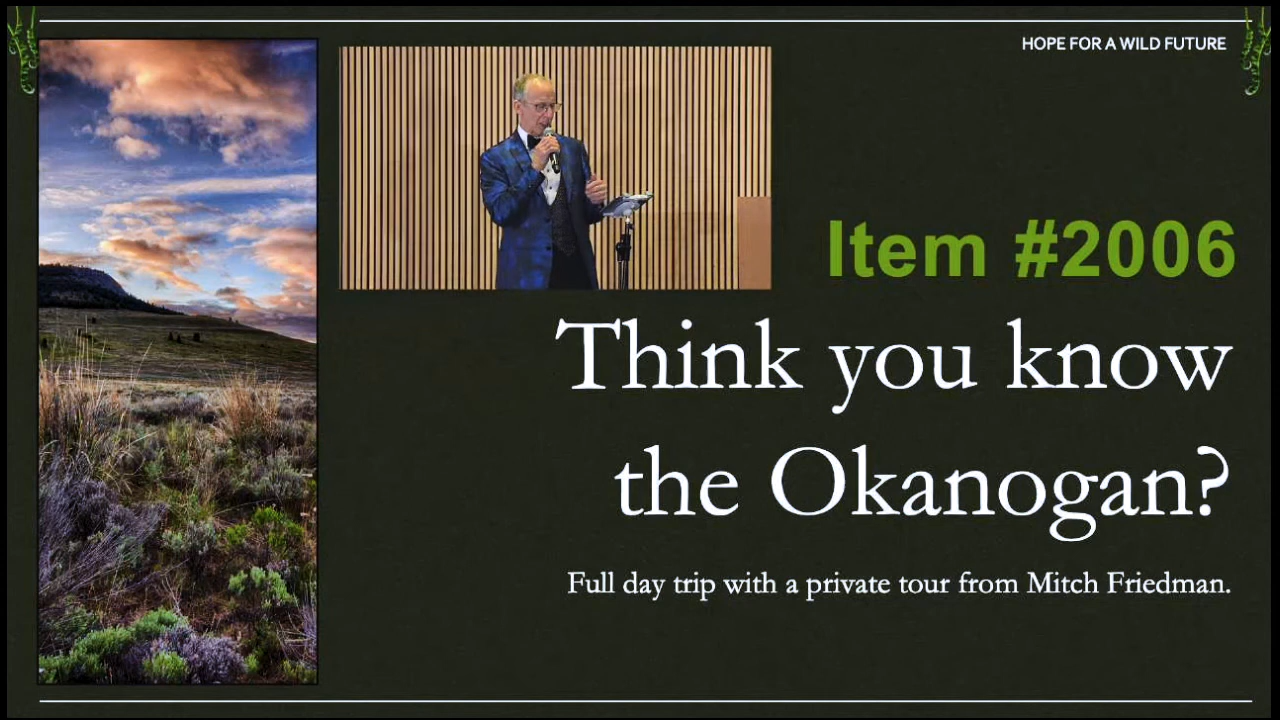 HOPE FOR A WILD FUTURE
Item #2006
Think you know
the Okanogan?
Full day trip with a private tour from Mitch Friedman.